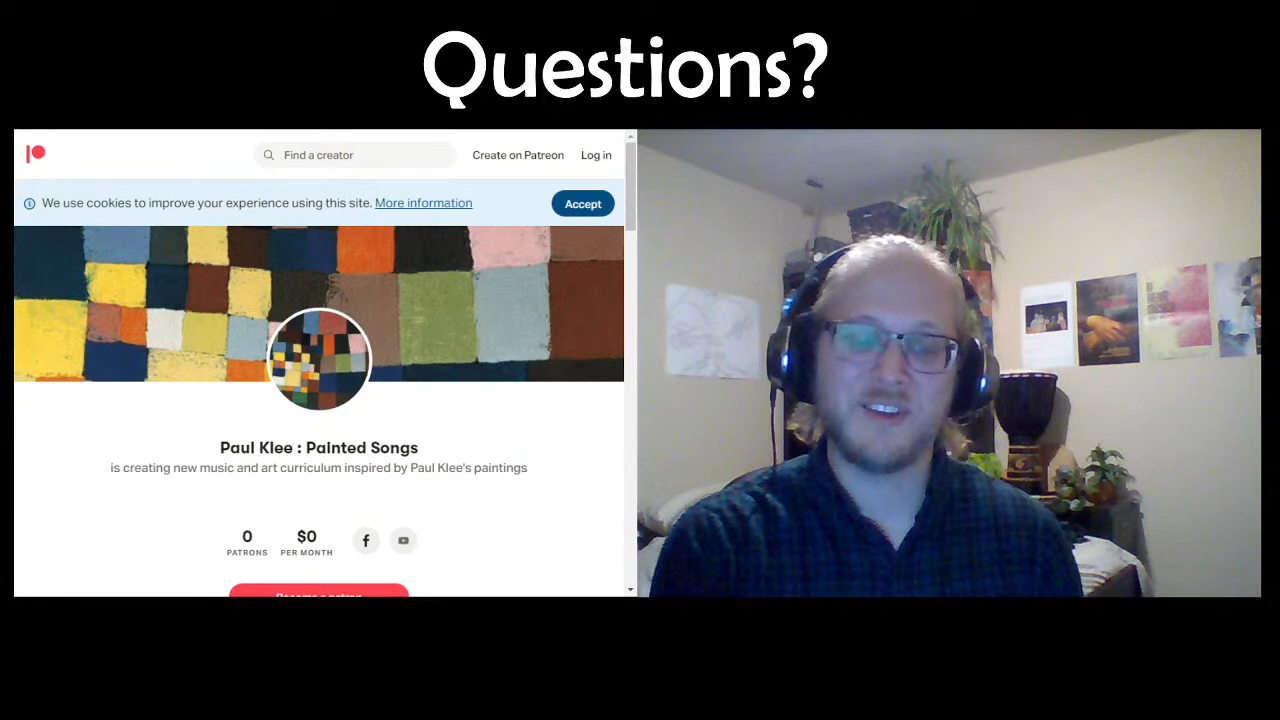 Questions?
Find a creator
Create on Patreon
Log in
We use cookies to improve your experience using this site. More information
Accept
Paul Klee : Painted Songs
is creating new music and art curriculum inspired by Paul Klee's paintings
0
$0
PATRONS
PER MONTH
Become a patron